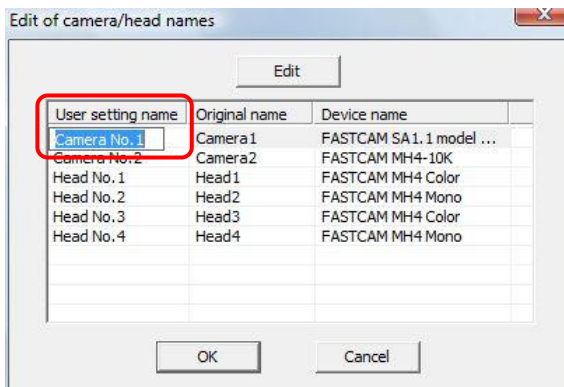 Edit of camera/head names
Edit
User setting name Original name Device name
Camera No.1 Camera1 FASTCAM SA1.1 model ...
Camera No.2 Camera2 FASTCAM MH4-10K
Head No.1 Head1 FASTCAM MH4 Color
Head No.2 Head2 FASTCAM MH4 Mono
Head No.3 Head3 FASTCAM MH4 Color
Head No.4 Head4 FASTCAM MH4 Mono
OK Cancel